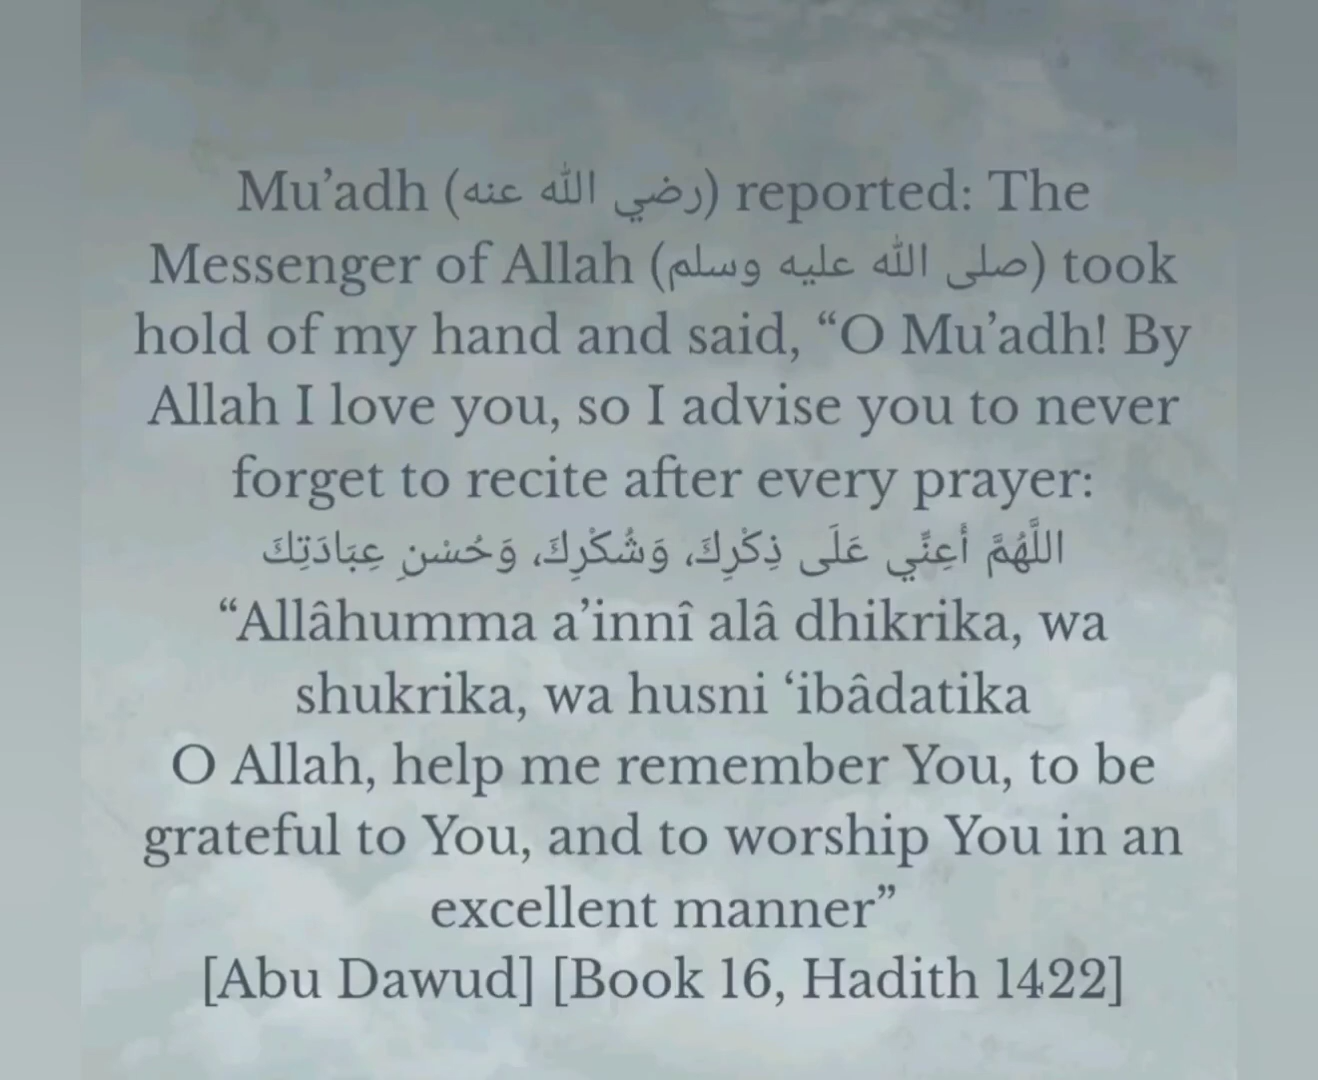 Mu’adh (رضي الله عنه) reported: The
Messenger of Allah (صلى الله عليه وسلم) took
hold of my hand and said, “O Mu’adh! By
Allah I love you, so I advise you to never
forget to recite after every prayer:
اللَّهُمَّ أَعِنِّي عَلَى ذِكْرِكَ، وَشُكْرِكَ، وَحُسْنِ عِبَادَتِكَ
“Allâhumma a’innî alâ dhikrika, wa
shukrika, wa husni ‘ibâdatika
O Allah, help me remember You, to be
grateful to You, and to worship You in an
excellent manner”
[Abu Dawud] [Book 16, Hadith 1422]